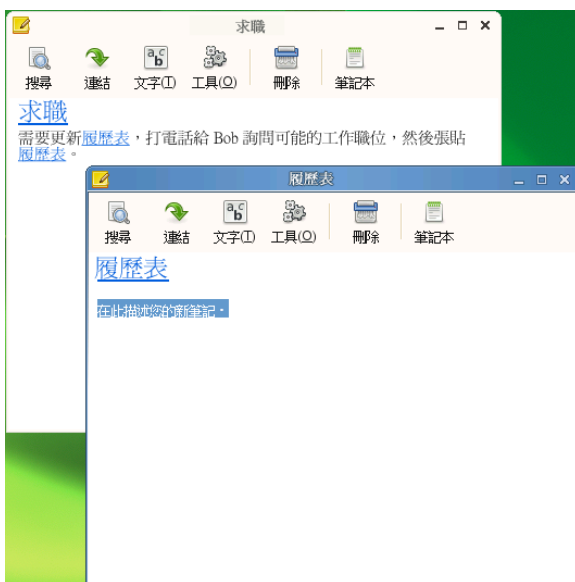 求職
搜尋 連結 文字(T) 工具(O) 刪除 筆記本
求職
需要更新履歷表，打電話給 Bob 詢問可能的工作職位，然後張貼
履歷表。
履歷表
搜尋 連結 文字(T) 工具(O) 刪除 筆記本
履歷表
在此描述您的新筆記。